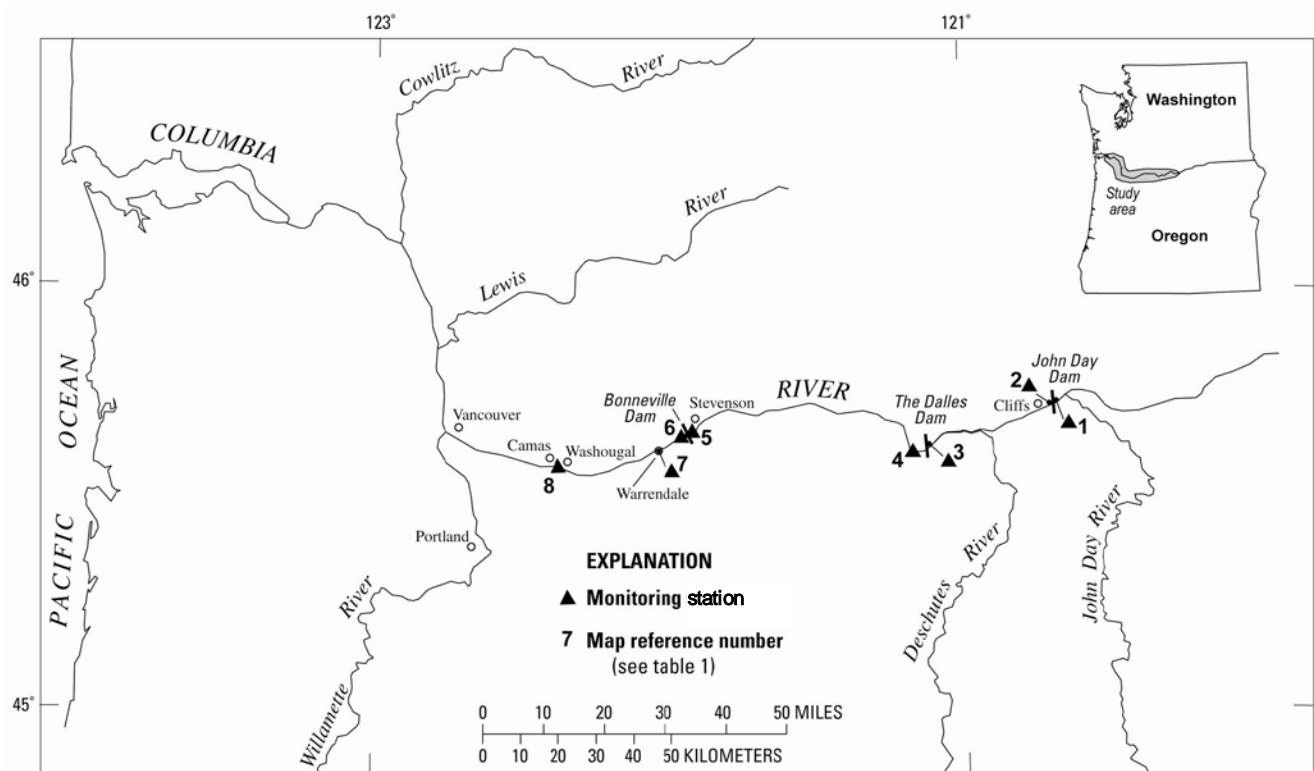 123°
121°
Cowlitz
River
Washington
COLUMBIA
Study
area
Oregon
River
46°
Lewis
John Day
Dam
2
RIVER
Cliffs
Bonneville
Dam
Stevenson
The Dalles
Dam
1
Vancouver
6
5
Camas
Washougal
4
3
7
8
Warrendale
PACIFIC OCEAN
Portland
River
River
John Day River
EXPLANATION
Monitoring station
7 Map reference number
(see table 1)
Deschutes
Willamette
45°
0 10 20 30 40 50 MILES
0 10 20 30 40 50 KILOMETERS